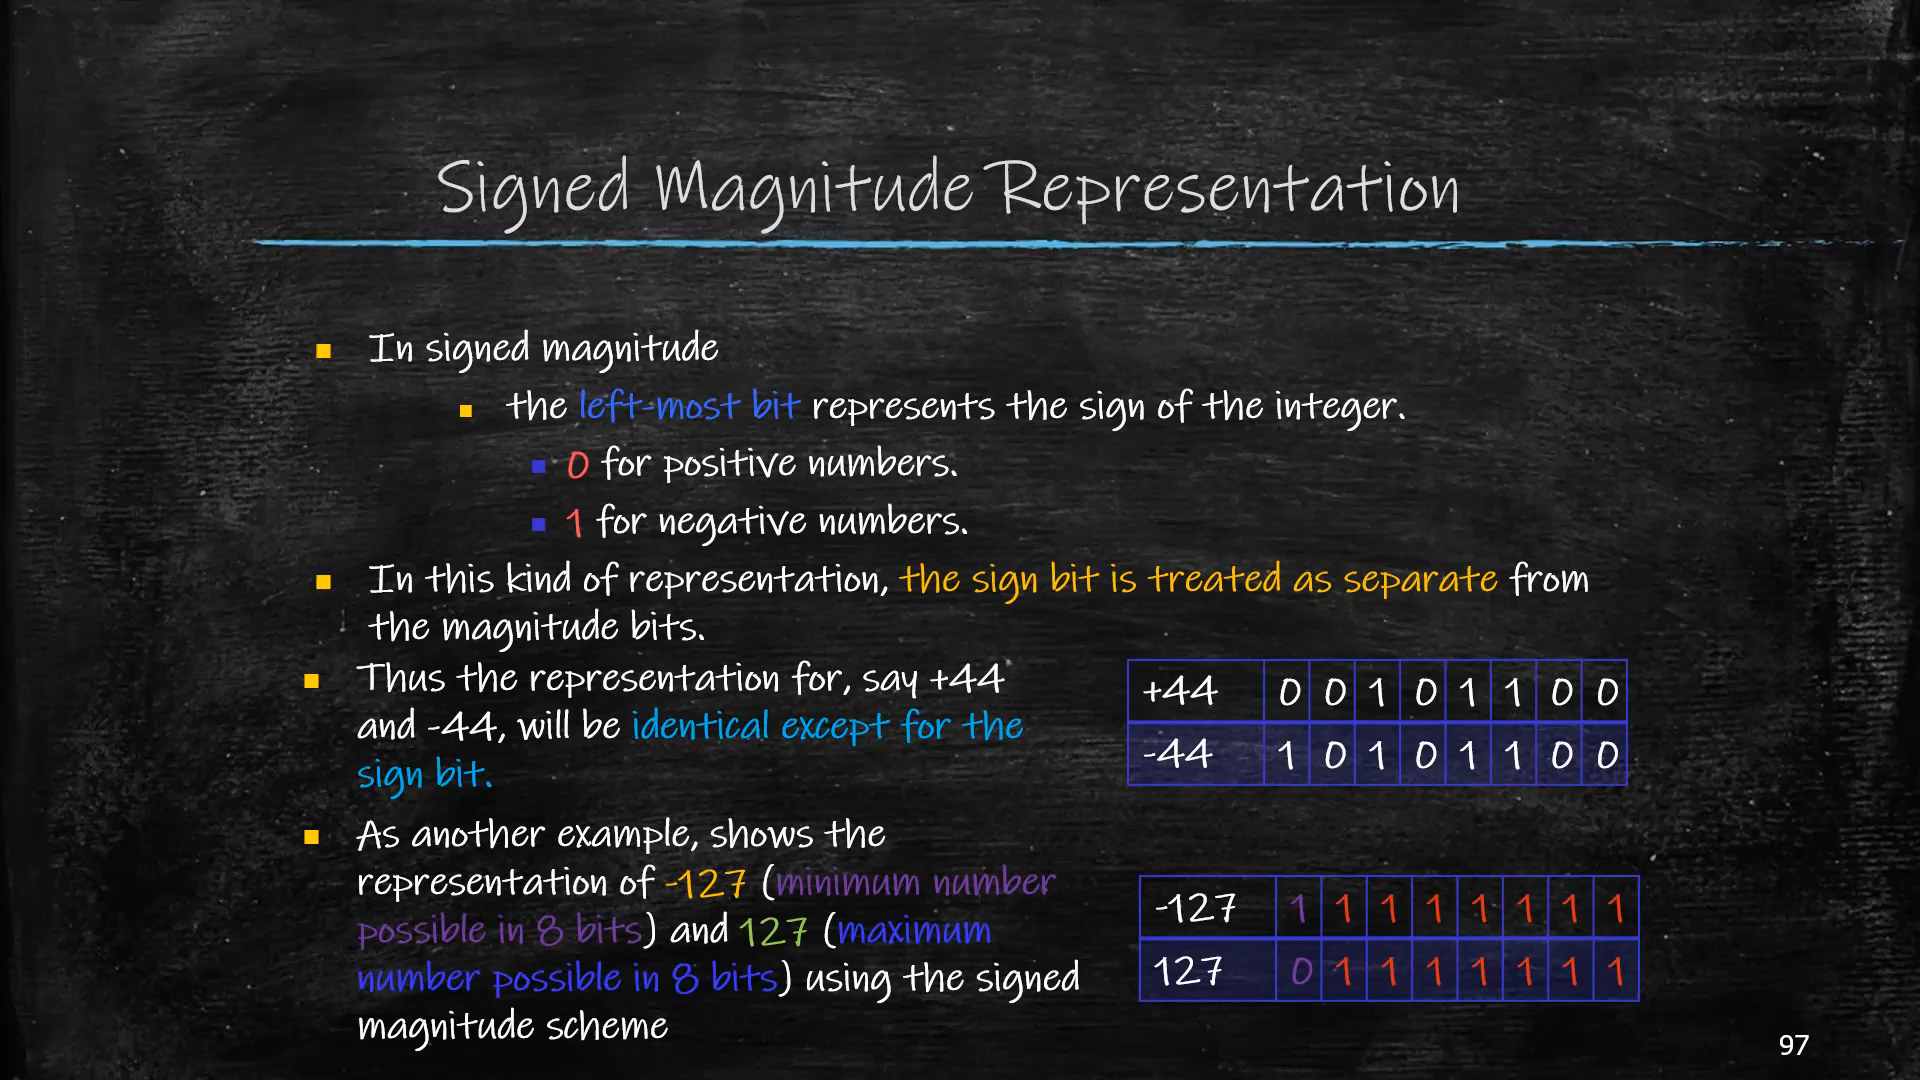 Signed Magnitude Representation
In signed magnitude
the left-most bit represents the sign of the integer.
0 for positive numbers.
1 for negative numbers.
In this kind of representation, the sign bit is treated as separate from
the magnitude bits.
Thus the representation for, say +44
and -44, will be identical except for the
sign bit.
+44 0 0 1 0 1 1 0 0
-44 1 0 1 0 1 1 0 0
As another example, shows the
representation of -127 (minimum number
possible in 8 bits) and 127 (maximum
number possible in 8 bits) using the signed
magnitude scheme
-127 1 1 1 1 1 1 1 1
127 0 1 1 1 1 1 1 1
97